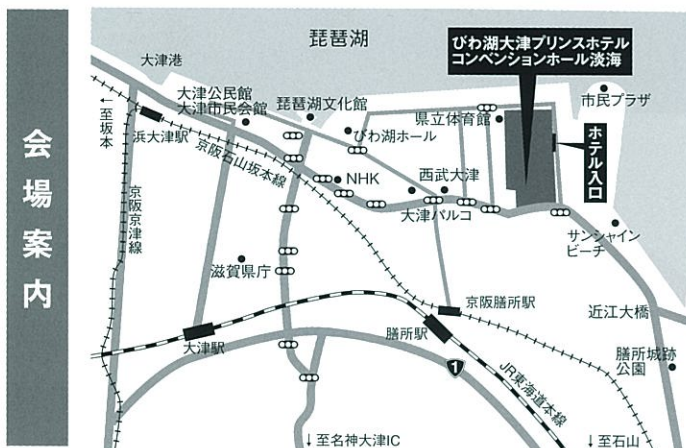 会場案内
琵琶湖
びわ湖大津プリンスホテル
コンベンションホール淡海
大津港
←至坂本
大津公民館
大津市民会館
琵琶湖文化館
びわ湖ホール
県立体育館
市民プラザ
ホテル入口
浜大津駅
京阪石山坂本線
NHK
西武大津
大津パルコ
京阪京津線
サンシャイン
ビーチ
滋賀県庁
京阪膳所駅
近江大橋
大津駅
膳所駅
膳所城跡
公園
1
JR東海道本線
↓至名神大津IC
↓至石山